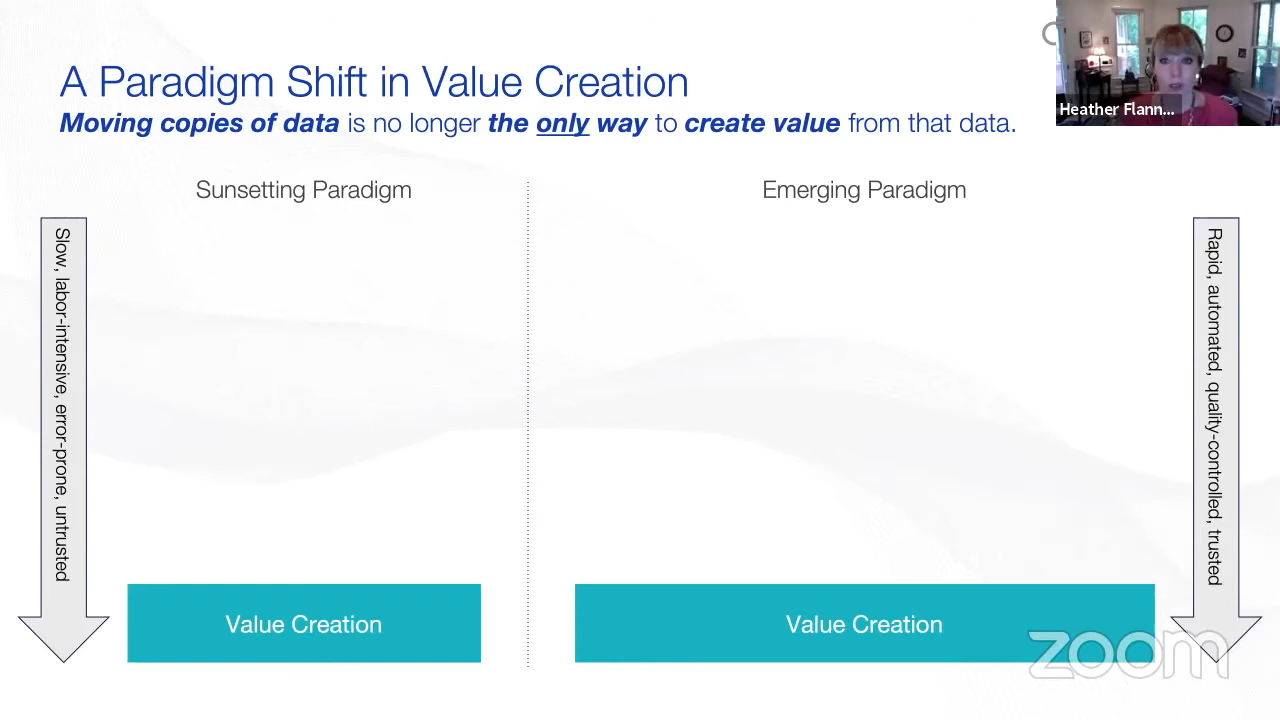 A Paradigm Shift in Value Creation
Moving copies of data is no longer the only way to create value from that data.
Heather Flann...
Sunsetting Paradigm
Emerging Paradigm
Slow, labor-intensive, error-prone, untrusted
Rapid, automated, quality-controlled, trusted
Value Creation
Value Creation
zoom